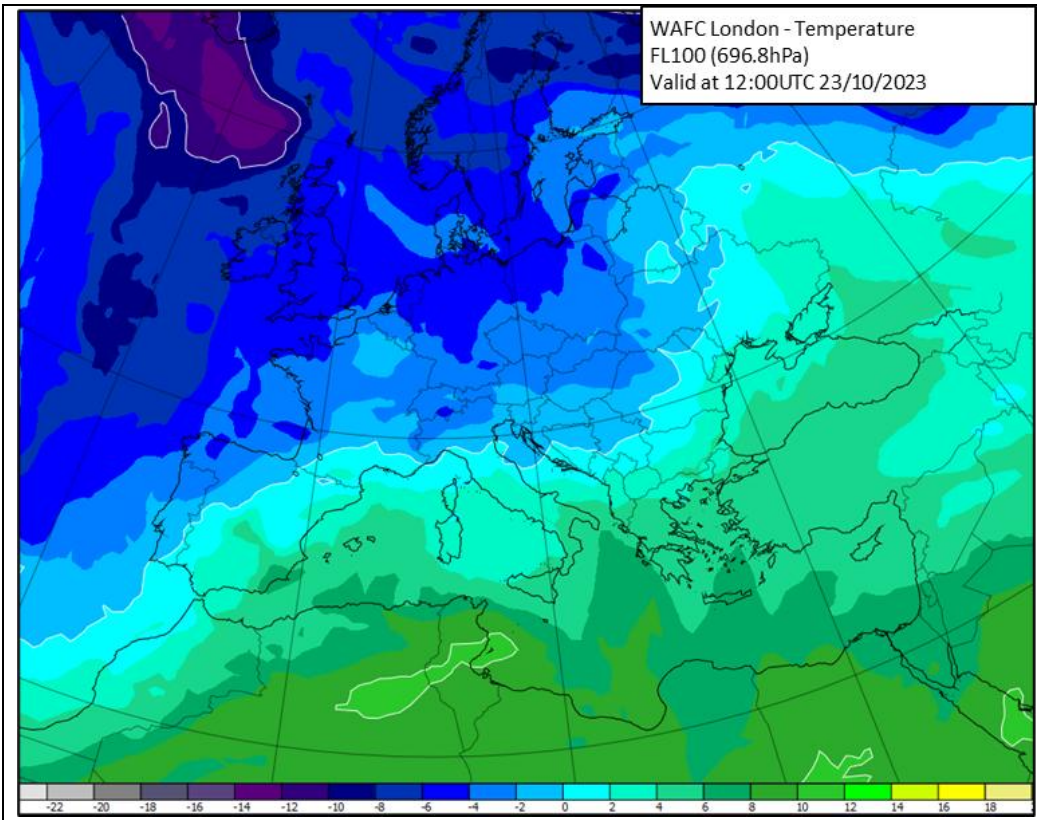 WAFC London - Temperature
FL100 (696.8hPa)
Valid at 12:00UTC 23/10/2023
-22 -20 -18 -16 -14 -12 -10 -8 -6 -4 -2 0 2 4 6 8 10 12 14 16 18